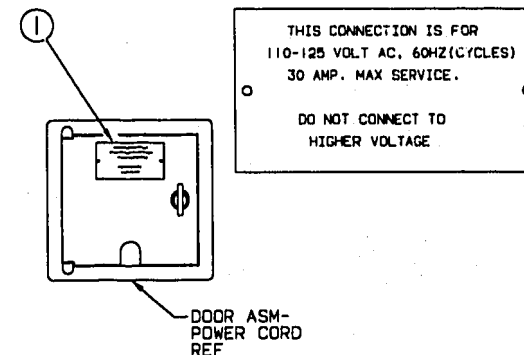 1
THIS CONNECTION IS FOR
110-125 VOLT AC, 60HZ(CYCLES)
30 AMP. MAX SERVICE.
DO NOT CONNECT TO
HIGHER VOLTAGE
DOOR ASM-
POWER CORD
REF